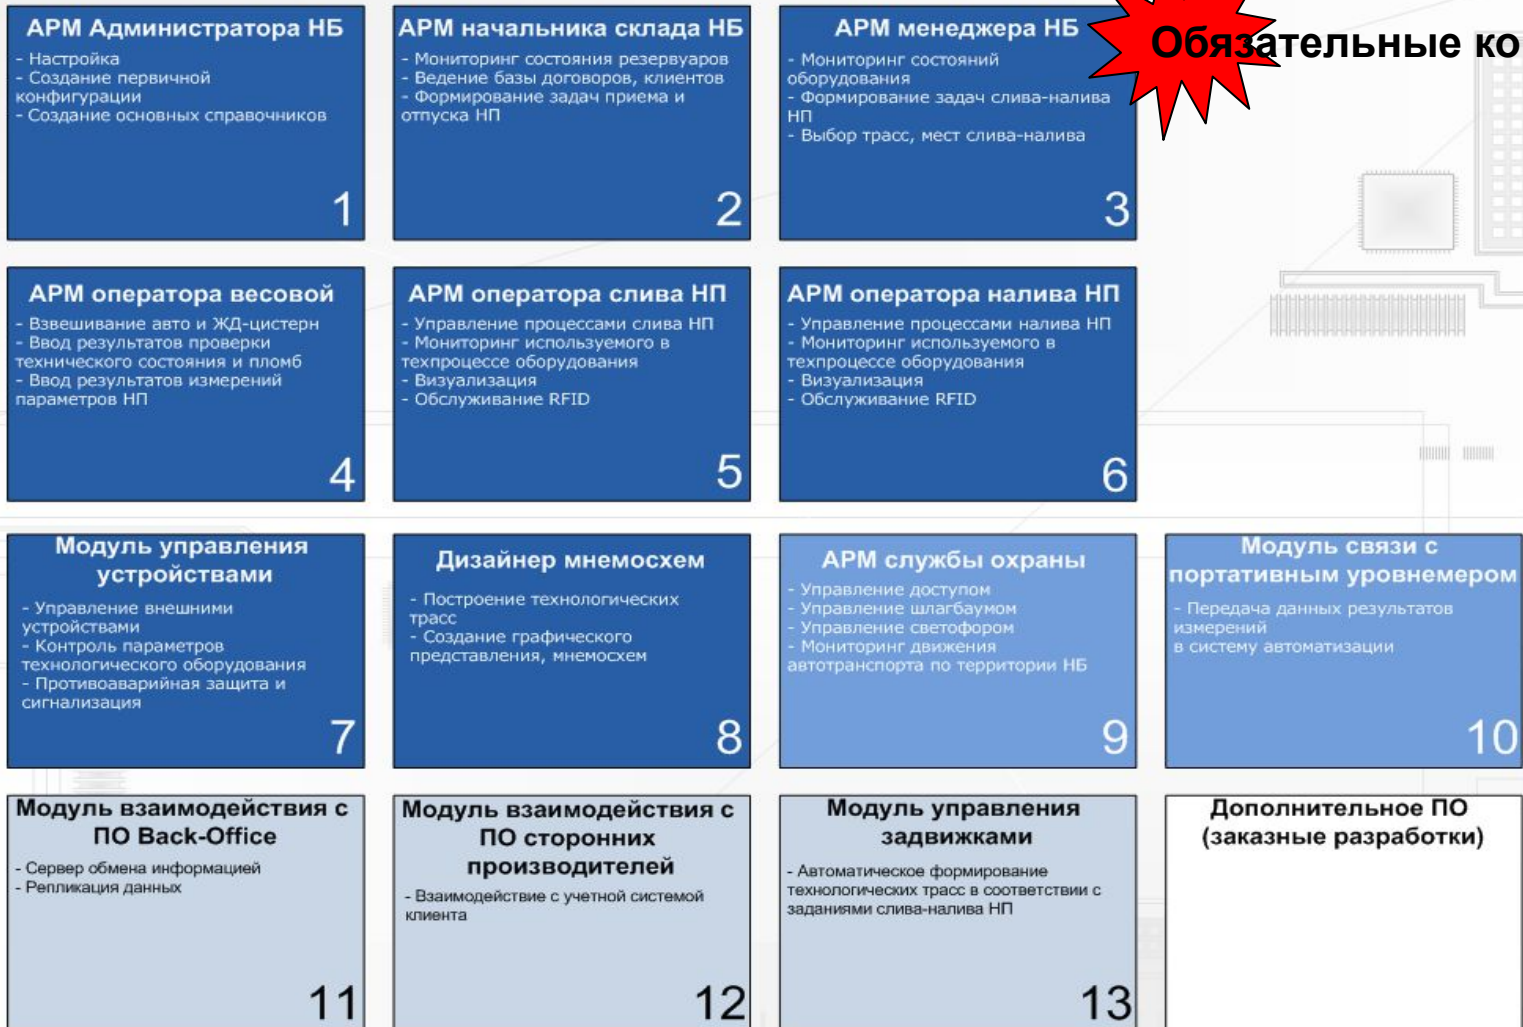 АРМ Администратора НБ
- Настройка
- Создание первичной
конфигурации
- Создание основных справочников
1
АРМ начальника склада НБ
- Мониторинг состояния резервуаров
- Ведение базы договоров, клиентов
- Формирование задач приема и
отпуска НП
2
АРМ менеджера НБ
- Мониторинг состояний
оборудования
- Формирование задач слива-налива
НП
- Выбор трасс, мест слива-налива
3
Обязательные ко
АРМ оператора весовой
- Взвешивание авто и ЖД-цистерн
- Ввод результатов проверки
технического состояния и пломб
- Ввод результатов измерений
параметров НП
4
АРМ оператора слива НП
- Управление процессами слива НП
- Мониторинг используемого в
техпроцессе оборудования
- Визуализация
- Обслуживание RFID
5
АРМ оператора налива НП
- Управление процессами налива НП
- Мониторинг используемого в
техпроцессе оборудования
- Визуализация
- Обслуживание RFID
6
Модуль управления
устройствами
- Управление внешними
устройствами
- Контроль параметров
технологического оборудования
- Противоаварийная защита и
сигнализация
7
Дизайнер мнемосхем
- Построение технологических
трасс
- Создание графического
представления, мнемосхем
8
АРМ службы охраны
- Управление доступом
- Управление шлагбаумом
- Управление светофором
- Мониторинг движения
автотранспорта по территории НБ
9
Модуль связи с
портативным уровнемером
- Передача данных результатов
измерений
в систему автоматизации
10
Модуль взаимодействия с
ПО Back-Office
- Сервер обмена информацией
- Репликация данных
11
Модуль взаимодействия с
ПО сторонних
производителей
- Взаимодействие с учетной системой
клиента
12
Модуль управления
задвижками
- Автоматическое формирование
технологических трасс в соответствии с
заданиями слива-налива НП
13
Дополнительное ПО
(заказные разработки)